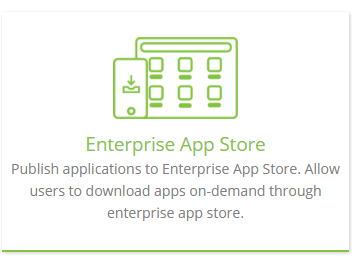 Enterprise App Store
Publish applications to Enterprise App Store. Allow
users to download apps on-demand through
enterprise app store.